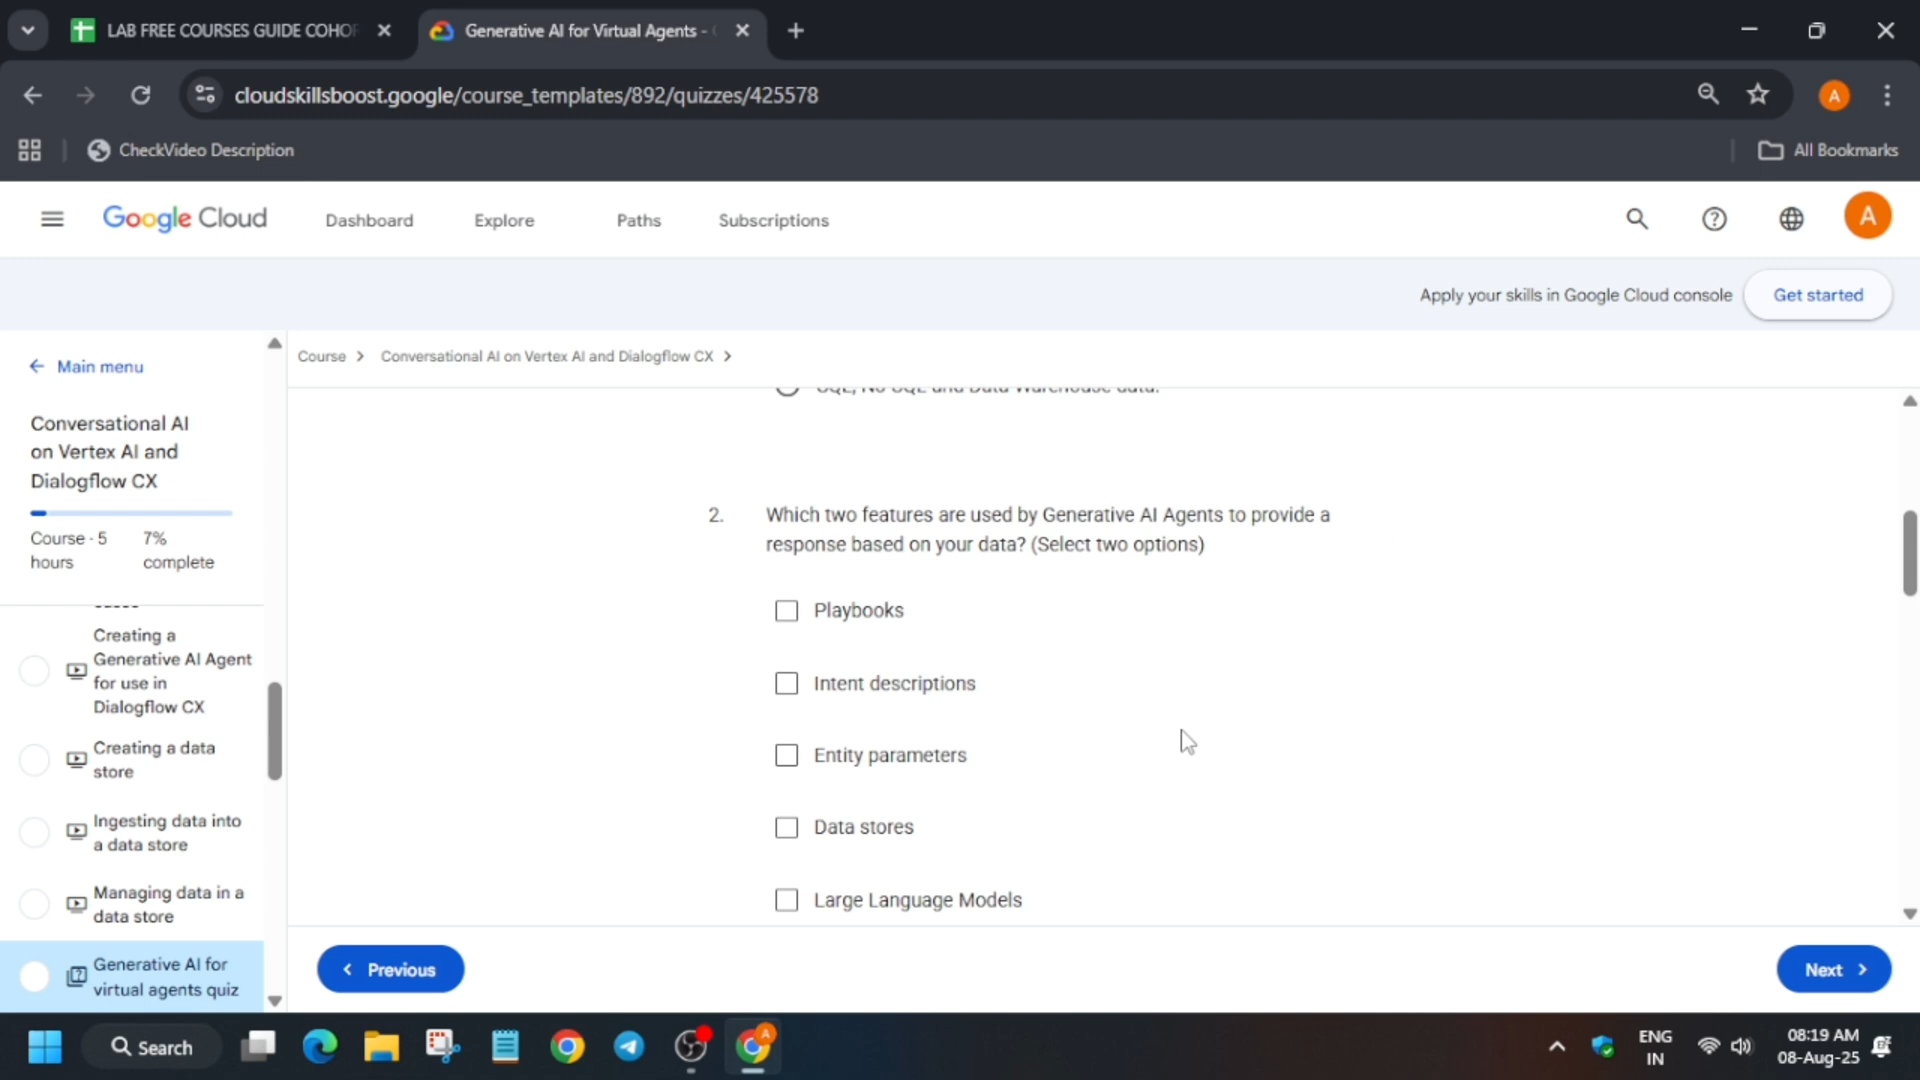 LAB FREE COURSES GUIDE COHOR
Generative AI for Virtual Agents -
cloudskillsboost.google/course_templates/892/quizzes/425578
A
CheckVideo Description
All Bookmarks
Google Cloud
Dashboard
Explore
Paths
Subscriptions
A
Apply your skills in Google Cloud console
Get started
Main menu
Course
Conversational AI on Vertex AI and Dialogflow CX
Conversational AI
on Vertex AI and
Dialogflow CX
Course · 5
hours
7%
complete
Creating a
Generative AI Agent
for use in
Dialogflow CX
Creating a data
store
Ingesting data into
a data store
Managing data in a
data store
Generative AI for
virtual agents quiz
2.
Which two features are used by Generative AI Agents to provide a
response based on your data? (Select two options)
Playbooks
Intent descriptions
Entity parameters
Data stores
Large Language Models
Previous
Next
Search
A
ENG
IN
08:19 AM
08-Aug-25